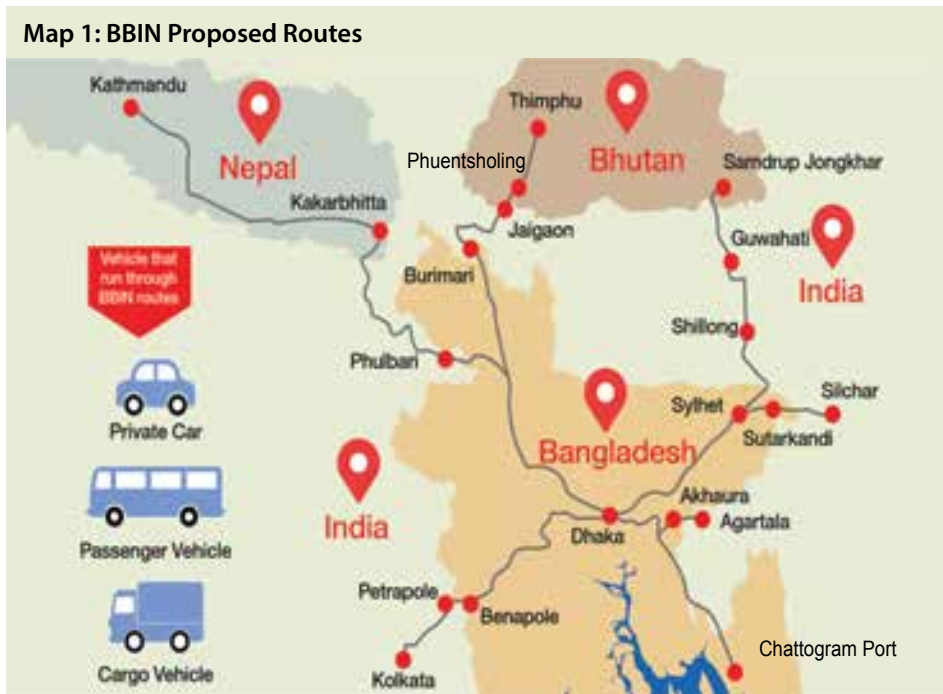 Map 1: BBIN Proposed Routes
Kathmandu
Nepal
Kakarbhitta
Thimphu
Phuentsholing
Bhutan
Samdrup Jongkhar
Jaigaon
Guwahati
India
Burimari
Shillong
Vehicle that
run through
BBIN routes
Phulbari
Private Car
Silchar
Sylhet
Sutarkandi
Bangladesh
India
Akhaura
Agartala
Dhaka
Passenger Vehicle
Petrapole
Benapole
Kolkata
Chattogram Port
Cargo Vehicle